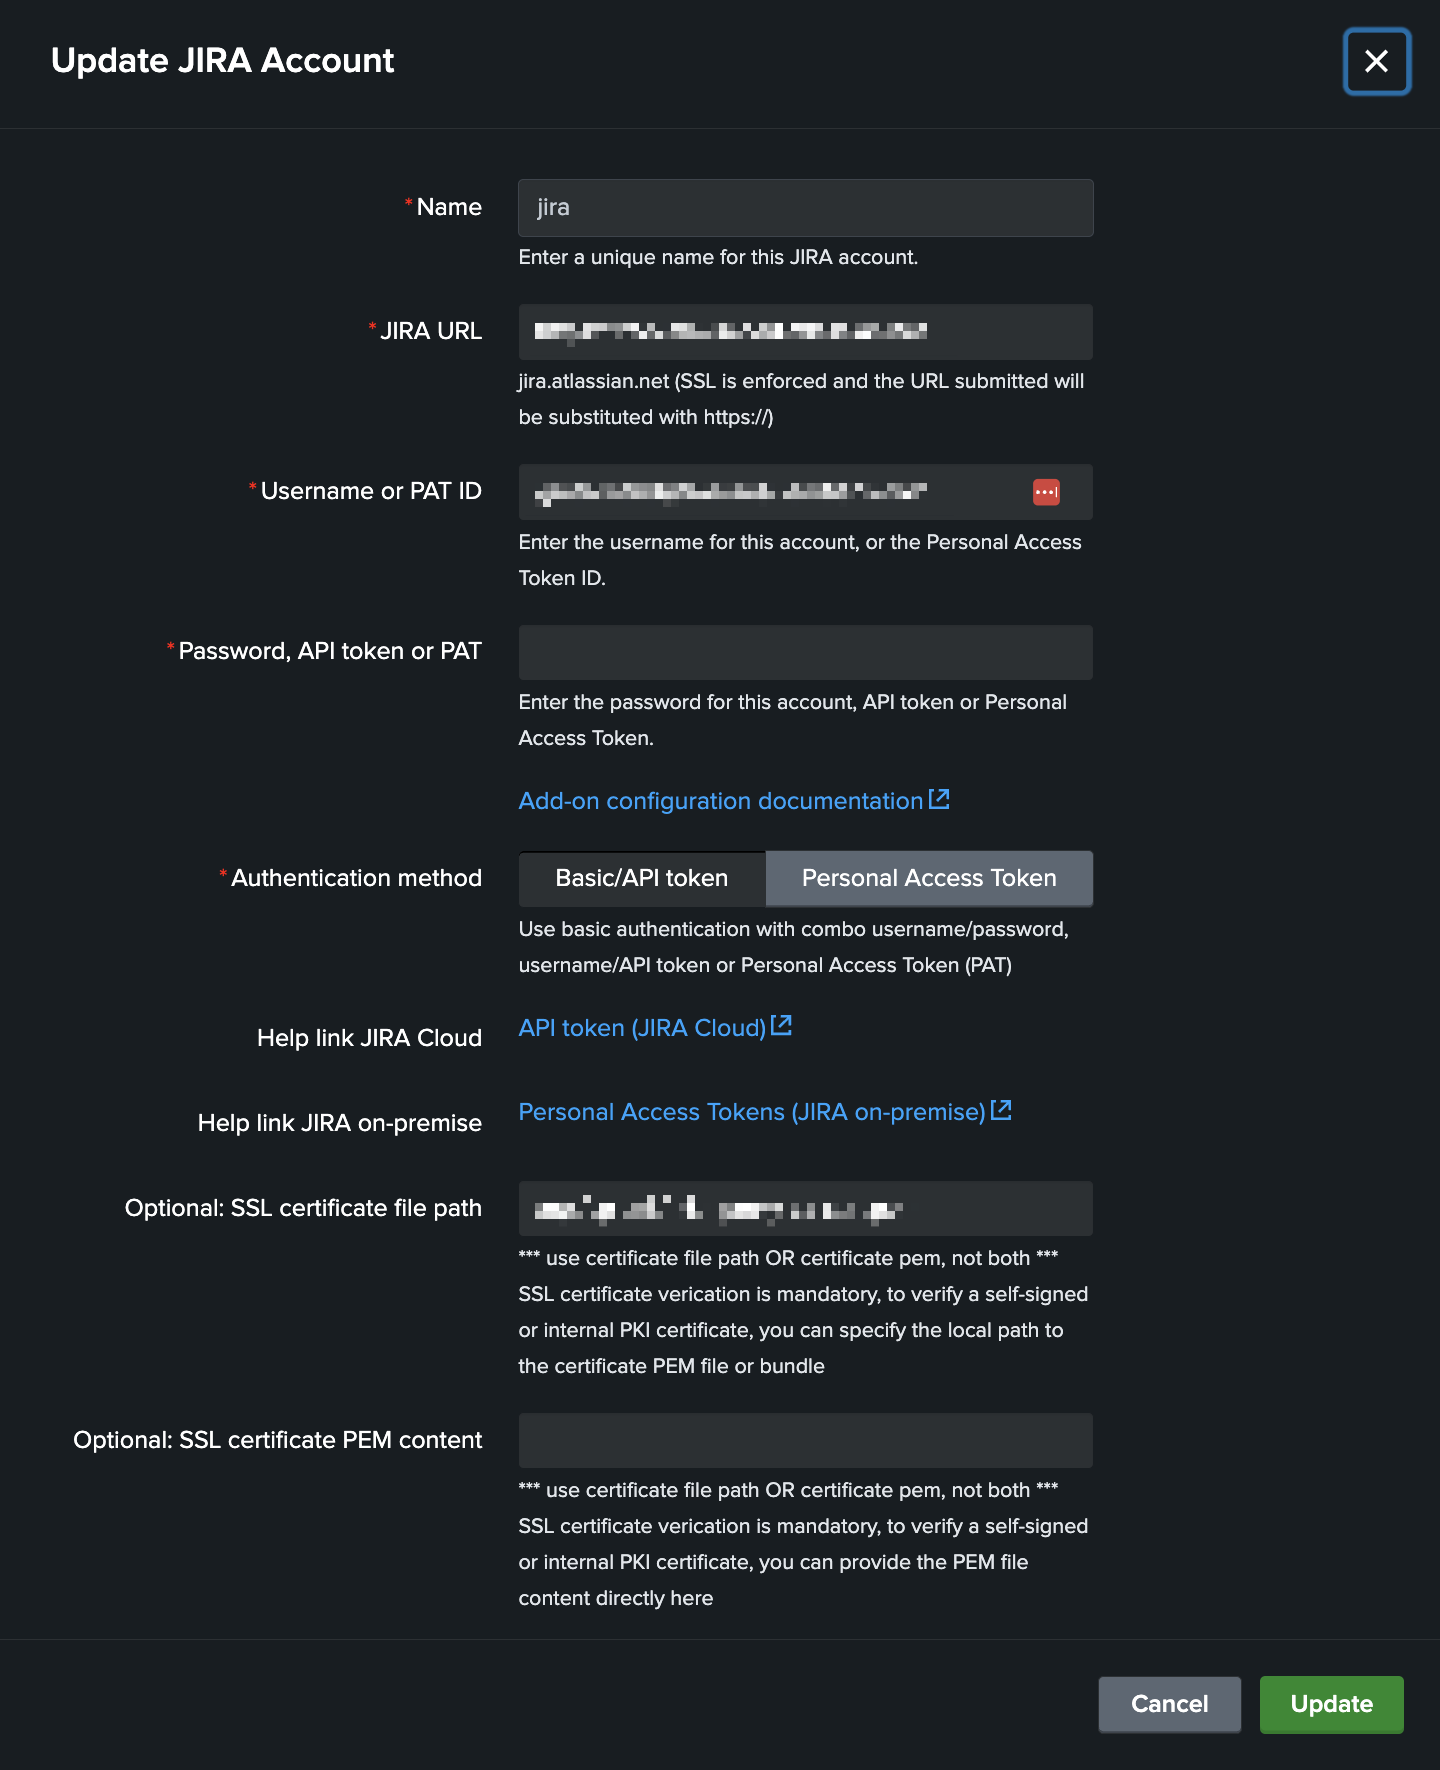 Update JIRA Account
* Name
jira
Enter a unique name for this JIRA account.
* JIRA URL
jira.atlassian.net (SSL is enforced and the URL submitted will
be substituted with https://)
* Username or PAT ID
Enter the username for this account, or the Personal Access
Token ID.
* Password, API token or PAT
Enter the password for this account, API token or Personal
Access Token.
Add-on configuration documentation
* Authentication method
Basic/API token
Personal Access Token
Use basic authentication with combo username/password,
username/API token or Personal Access Token (PAT)
Help link JIRA Cloud
API token (JIRA Cloud)
Help link JIRA on-premise
Personal Access Tokens (JIRA on-premise)
Optional: SSL certificate file path
*** use certificate file path OR certificate pem, not both ***
SSL certificate verication is mandatory, to verify a self-signed
or internal PKI certificate, you can specify the local path to
the certificate PEM file or bundle
Optional: SSL certificate PEM content
*** use certificate file path OR certificate pem, not both ***
SSL certificate verication is mandatory, to verify a self-signed
or internal PKI certificate, you can provide the PEM file
content directly here
Cancel
Update